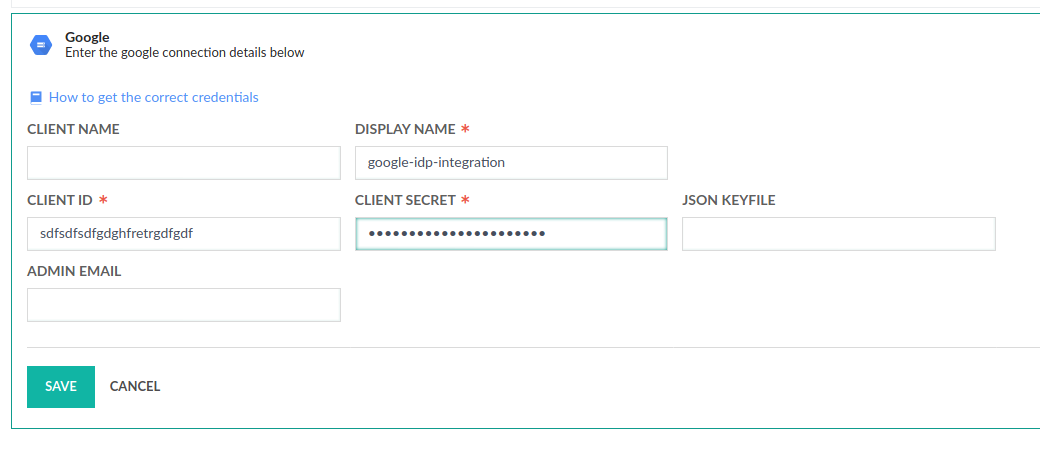 Google
Enter the google connection details below
How to get the correct credentials
CLIENT NAME
DISPLAY NAME *
google-idp-integration
CLIENT ID *
CLIENT SECRET *
JSON KEYFILE
sdfsdfsdfgdghfretrgdfgdf
••••••••••••••••••••••
ADMIN EMAIL
SAVE
CANCEL